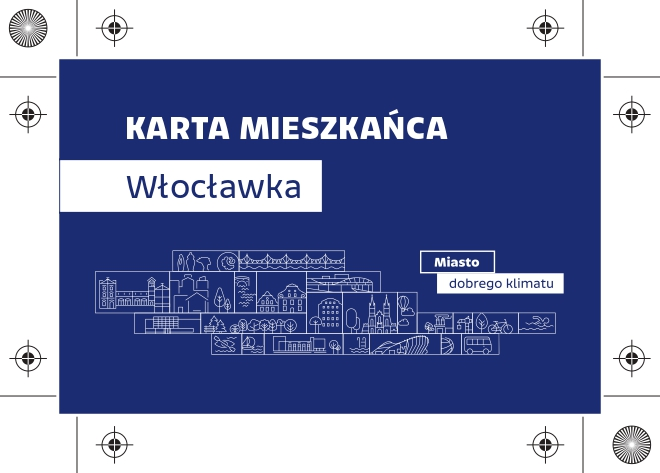 KARTA MIESZKAŃCA
Włocławka
Miasto
dobrego klimatu